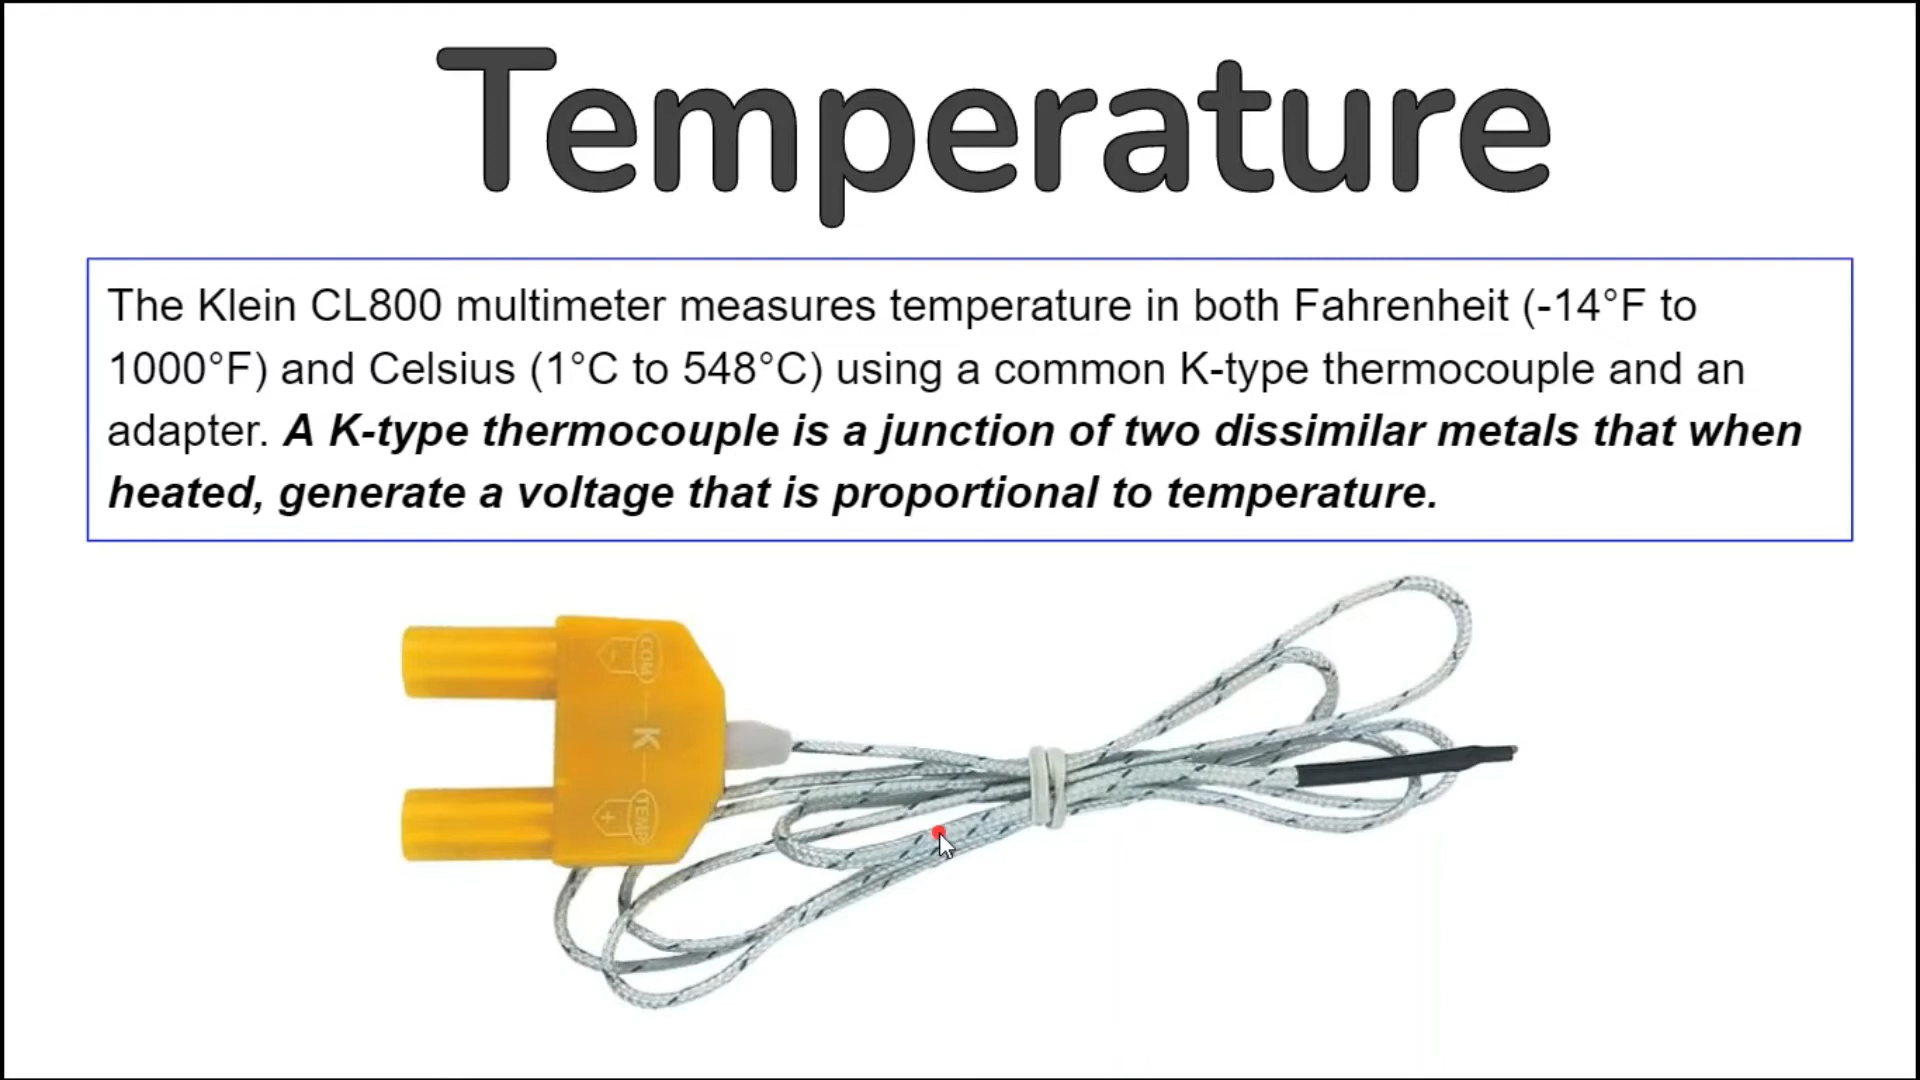 Temperature
The Klein CL800 multimeter measures temperature in both Fahrenheit (-14°F to
1000°F) and Celsius (1°C to 548°C) using a common K-type thermocouple and an
adapter. A K-type thermocouple is a junction of two dissimilar metals that when
heated, generate a voltage that is proportional to temperature.
COM
-
K
TEMP
+